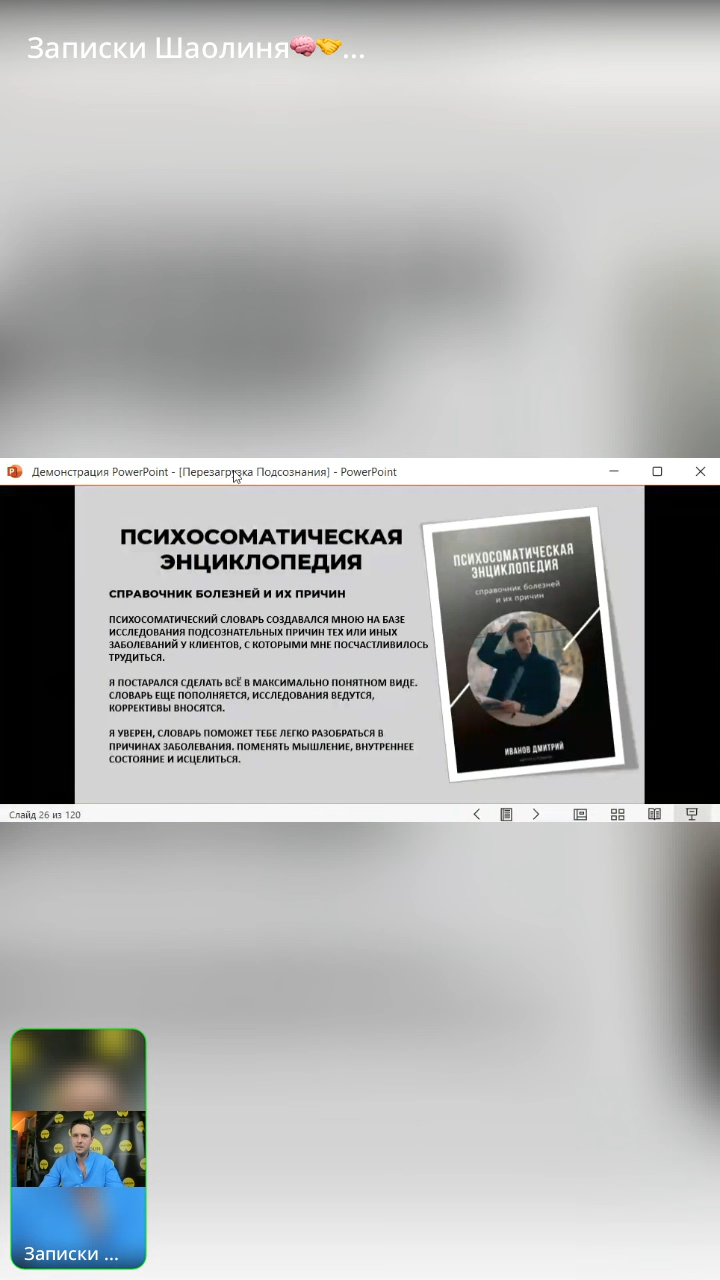 Записки Шаолиня🧠🤝...
Демонстрация PowerPoint - [Перезагрузка Подсознания] - PowerPoint
ПСИХОСОМАТИЧЕСКАЯ
ЭНЦИКЛОПЕДИЯ
СПРАВОЧНИК БОЛЕЗНЕЙ И ИХ ПРИЧИН
ПСИХОСОМАТИЧЕСКИЙ СЛОВАРЬ СОЗДАВАЛСЯ МНОЮ НА БАЗЕ
ИССЛЕДОВАНИЯ ПОДСОЗНАТЕЛЬНЫХ ПРИЧИН ТЕХ ИЛИ ИНЫХ
ЗАБОЛЕВАНИЙ У КЛИЕНТОВ, С КОТОРЫМИ МНЕ ПОСЧАСТЛИВИЛОСЬ
ТРУДИТЬСЯ.
Я ПОСТАРАЛСЯ СДЕЛАТЬ ВСЁ В МАКСИМАЛЬНО ПОНЯТНОМ ВИДЕ.
СЛОВАРЬ ЕЩЕ ПОПОЛНЯЕТСЯ, ИССЛЕДОВАНИЯ ВЕДУТСЯ,
КОРРЕКТИВЫ ВНОСЯТСЯ.
Я УВЕРЕН, СЛОВАРЬ ПОМОЖЕТ ТЕБЕ ЛЕГКО РАЗОБРАТЬСЯ В
ПРИЧИНАХ ЗАБОЛЕВАНИЯ. ПОМЕНЯТЬ МЫШЛЕНИЕ, ВНУТРЕННЕЕ
СОСТОЯНИЕ И ИСЦЕЛИТЬСЯ.
ПСИХОСОМАТИЧЕСКАЯ
ЭНЦИКЛОПЕДИЯ
справочник болезней
и их причин
ИВАНОВ ДМИТРИЙ
Слайд 26 из 120
Записки ...